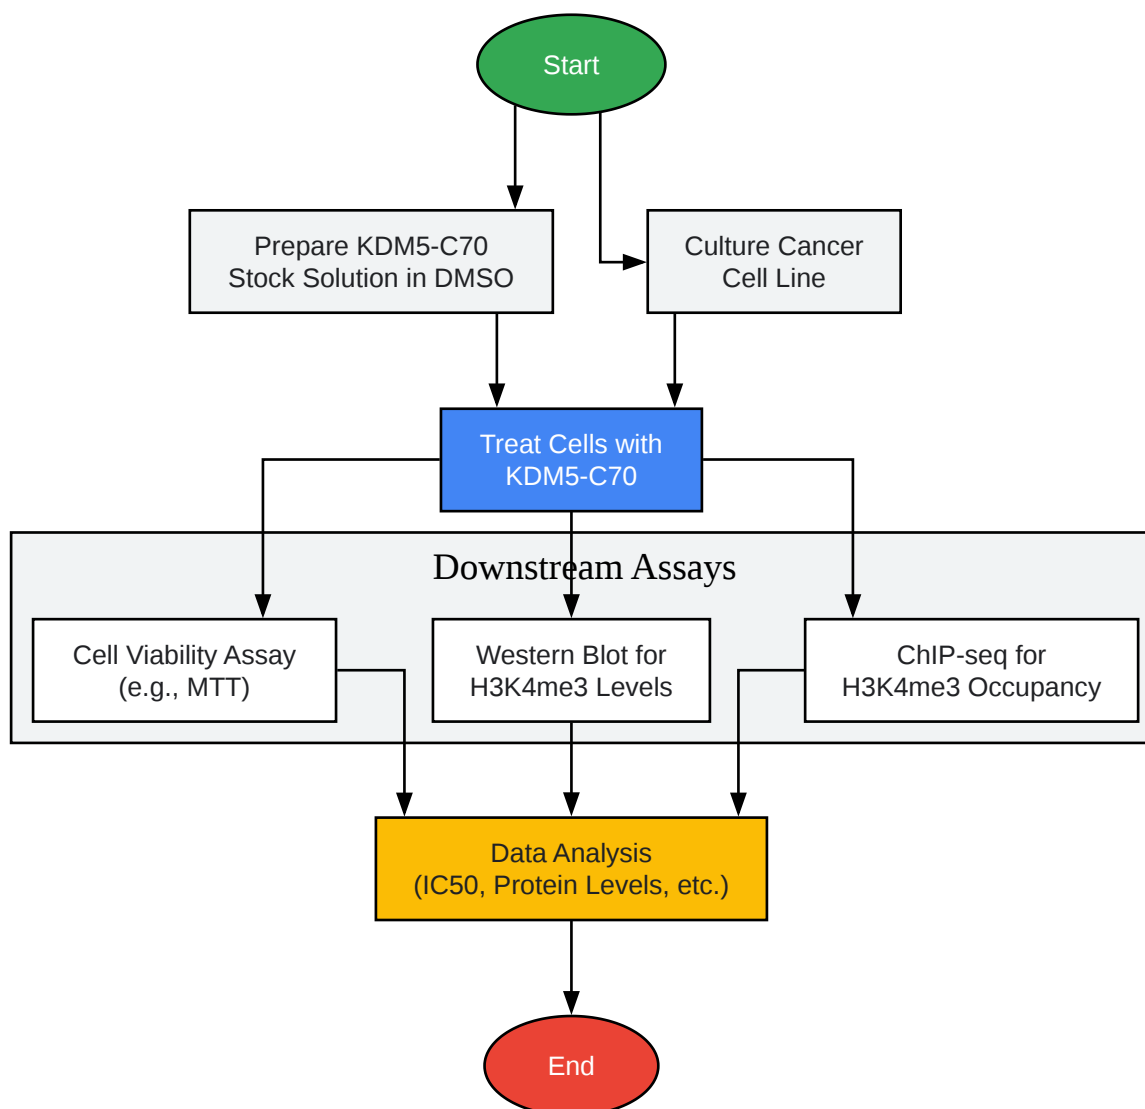 Start
Prepare KDM5-C70
Stock Solution in DMSO
Culture Cancer
Cell Line
Treat Cells with
KDM5-C70
Downstream Assays
Cell Viability Assay
(e.g., MTT)
Western Blot for
H3K4me3 Levels
ChIP-seq for
H3K4me3 Occupancy
Data Analysis
(IC50, Protein Levels, etc.)
End